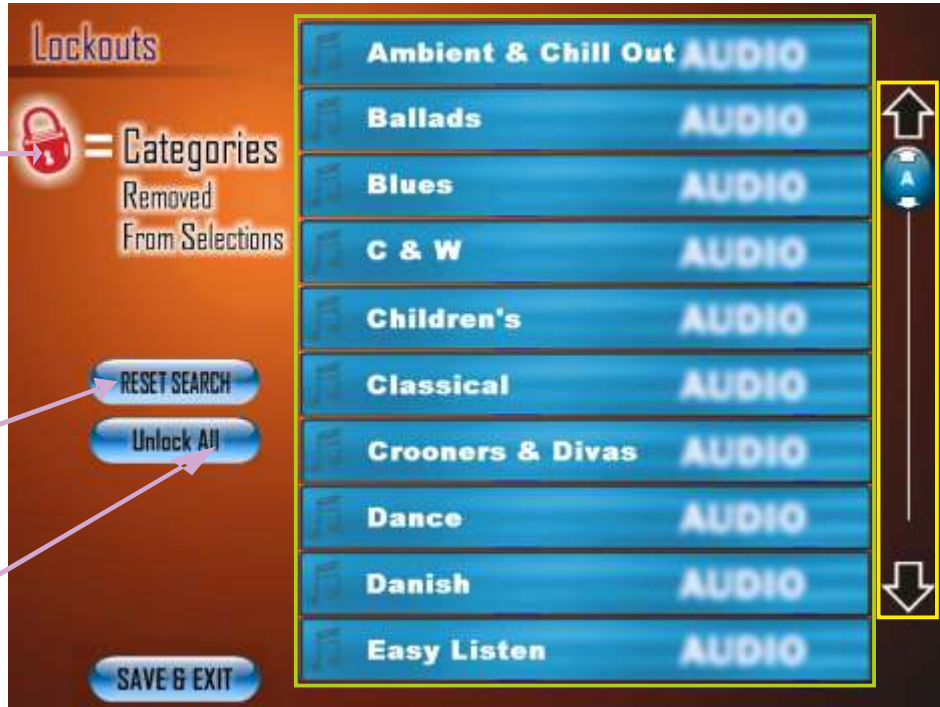 Lockouts
= Categories
Removed
From Selections
RESET SEARCH
Unlock All
SAVE & EXIT
Ambient & Chill Out AUDIO
Ballads AUDIO
Blues AUDIO
C & W AUDIO
Children's AUDIO
Classical AUDIO
Crooners & Divas AUDIO
Dance AUDIO
Danish AUDIO
Easy Listen AUDIO
A